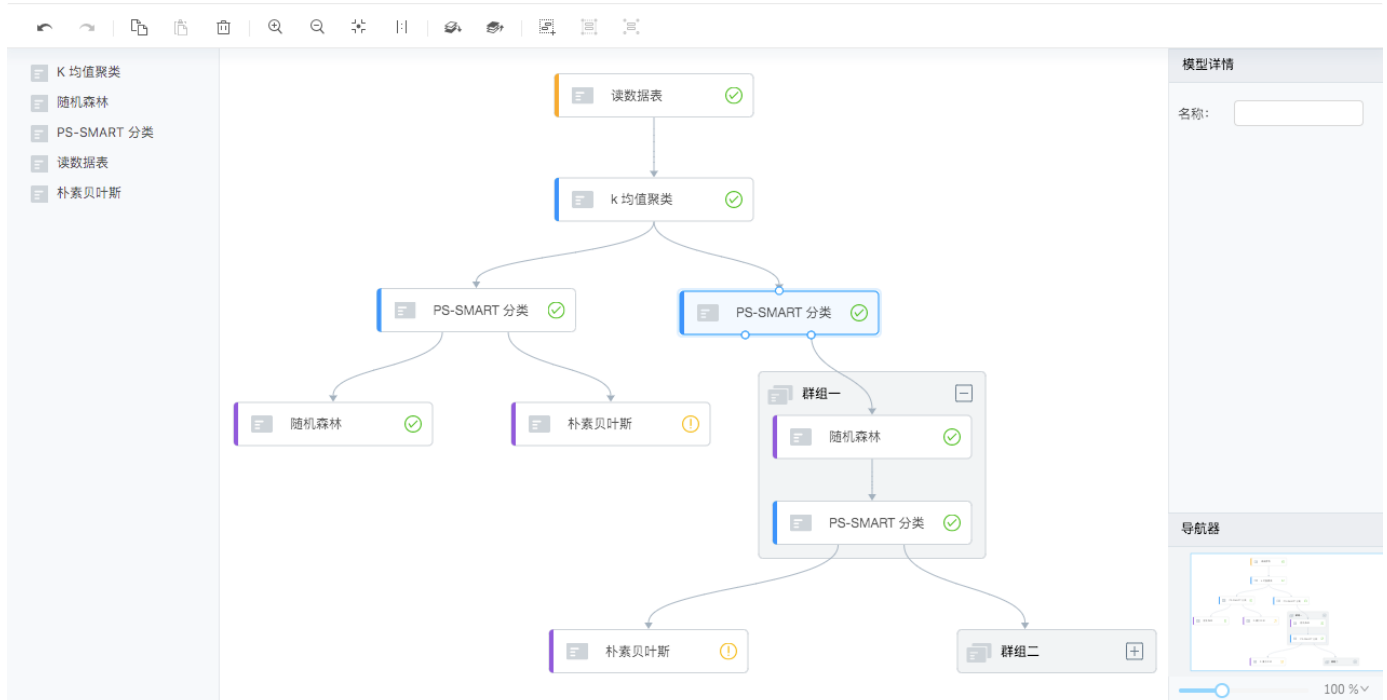 K 均值聚类
随机森林
PS-SMART 分类
读数据表
朴素贝叶斯
读数据表
k 均值聚类
PS-SMART 分类
PS-SMART 分类
随机森林
朴素贝叶斯
群组一
随机森林
PS-SMART 分类
朴素贝叶斯
群组二
模型详情
名称:
导航器
100 %